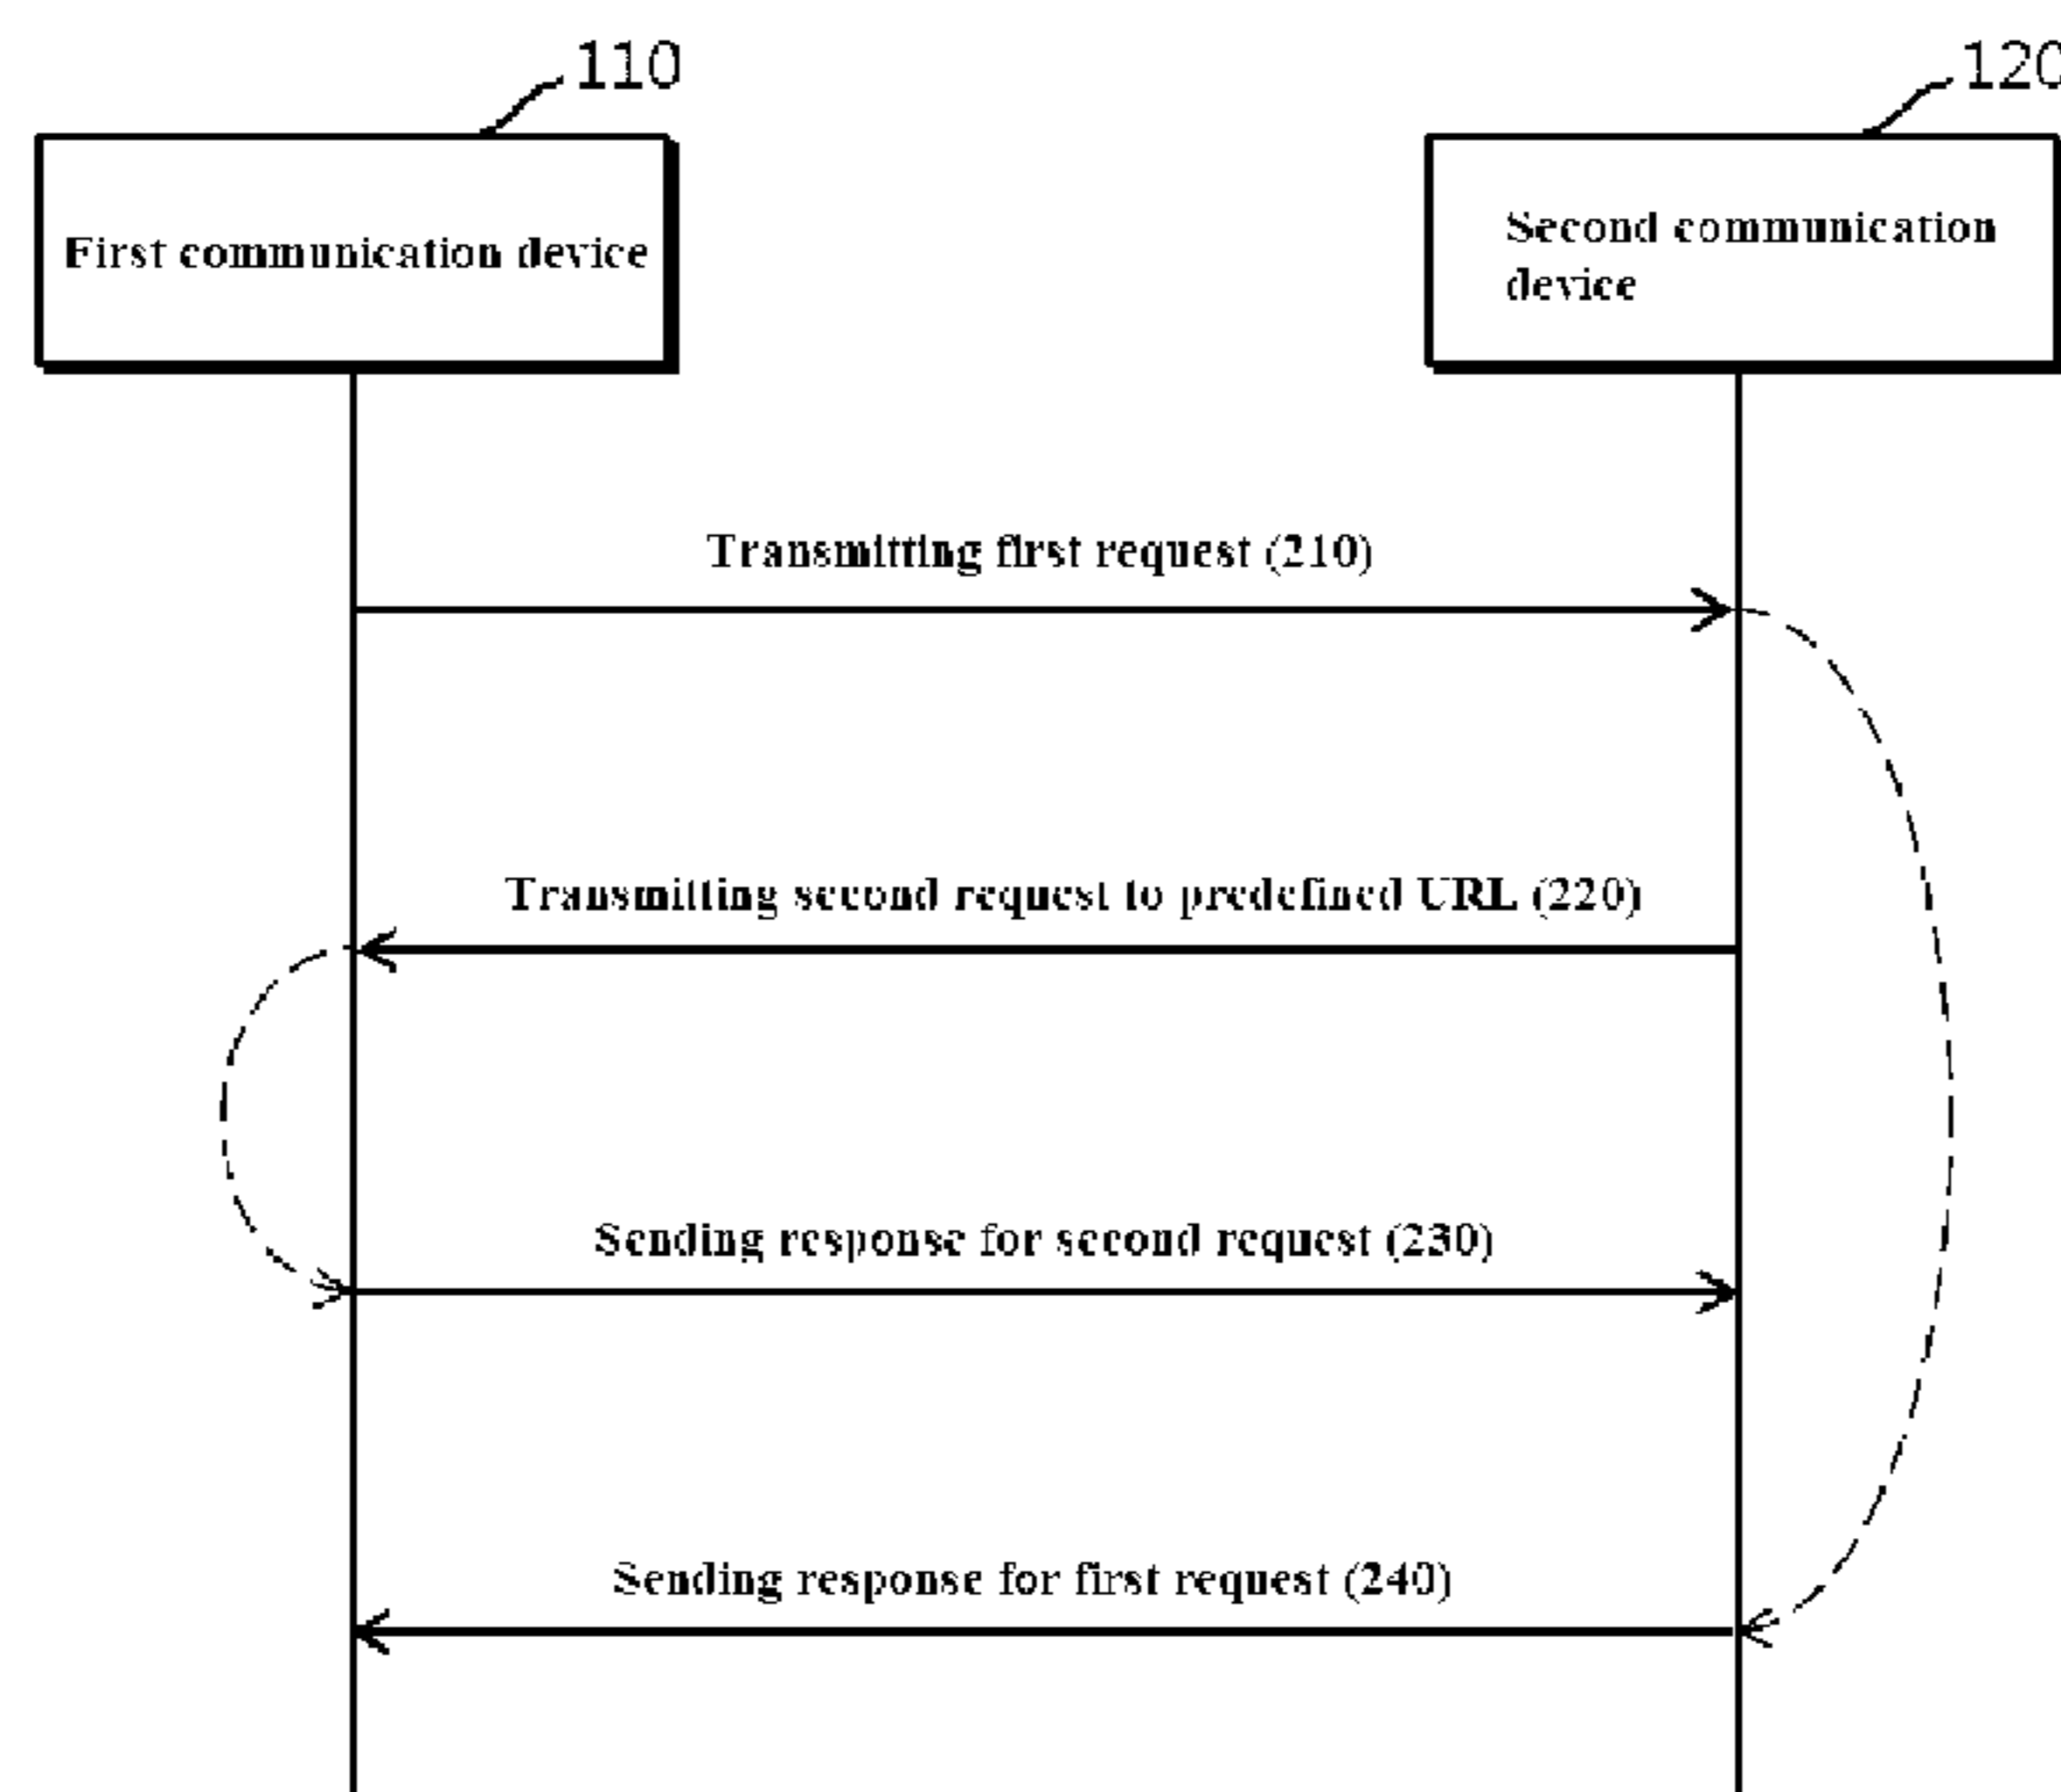 110
120
First communication device
Second communication
device
Transmitting first request (210)
Transmitting second request to predefined URL (220)
Sending response for second request (230)
Sending response for first request (240)